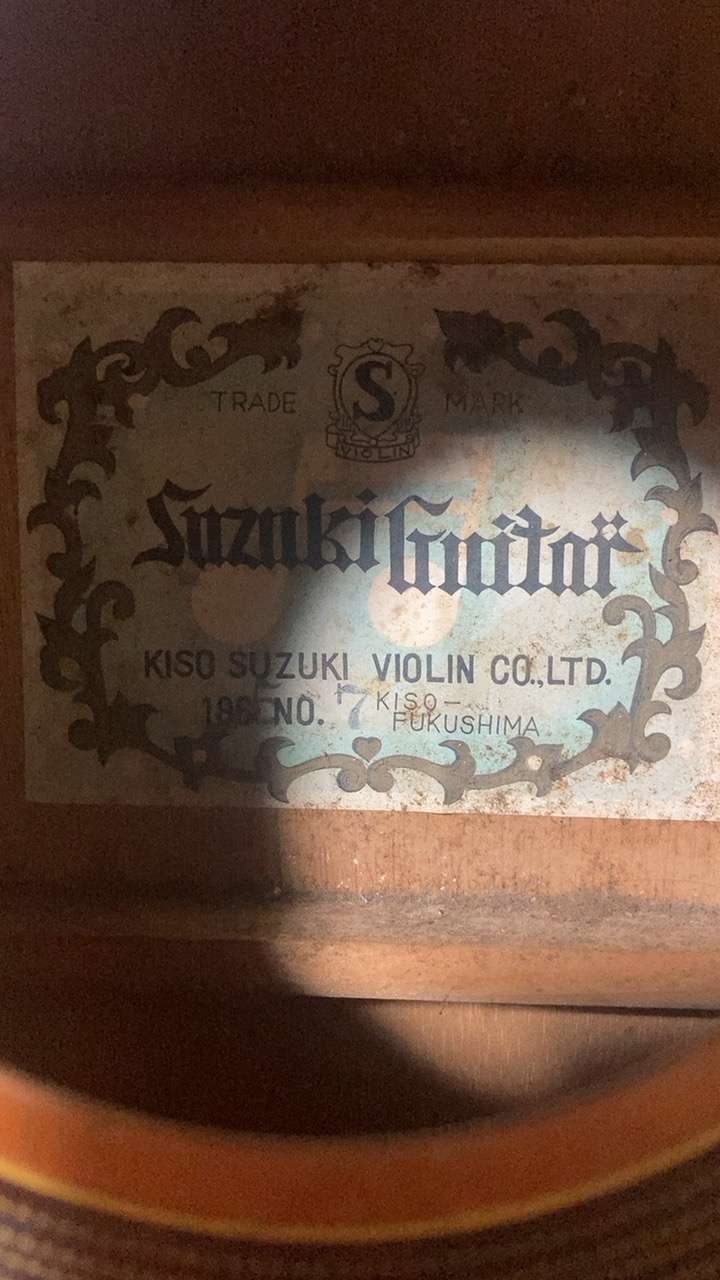 TRADE S MARK
VIOLIN
Suzuki Guitar
KISO SUZUKI VIOLIN CO.,LTD.
NO. 7 KISO-
FUKUSHIMA